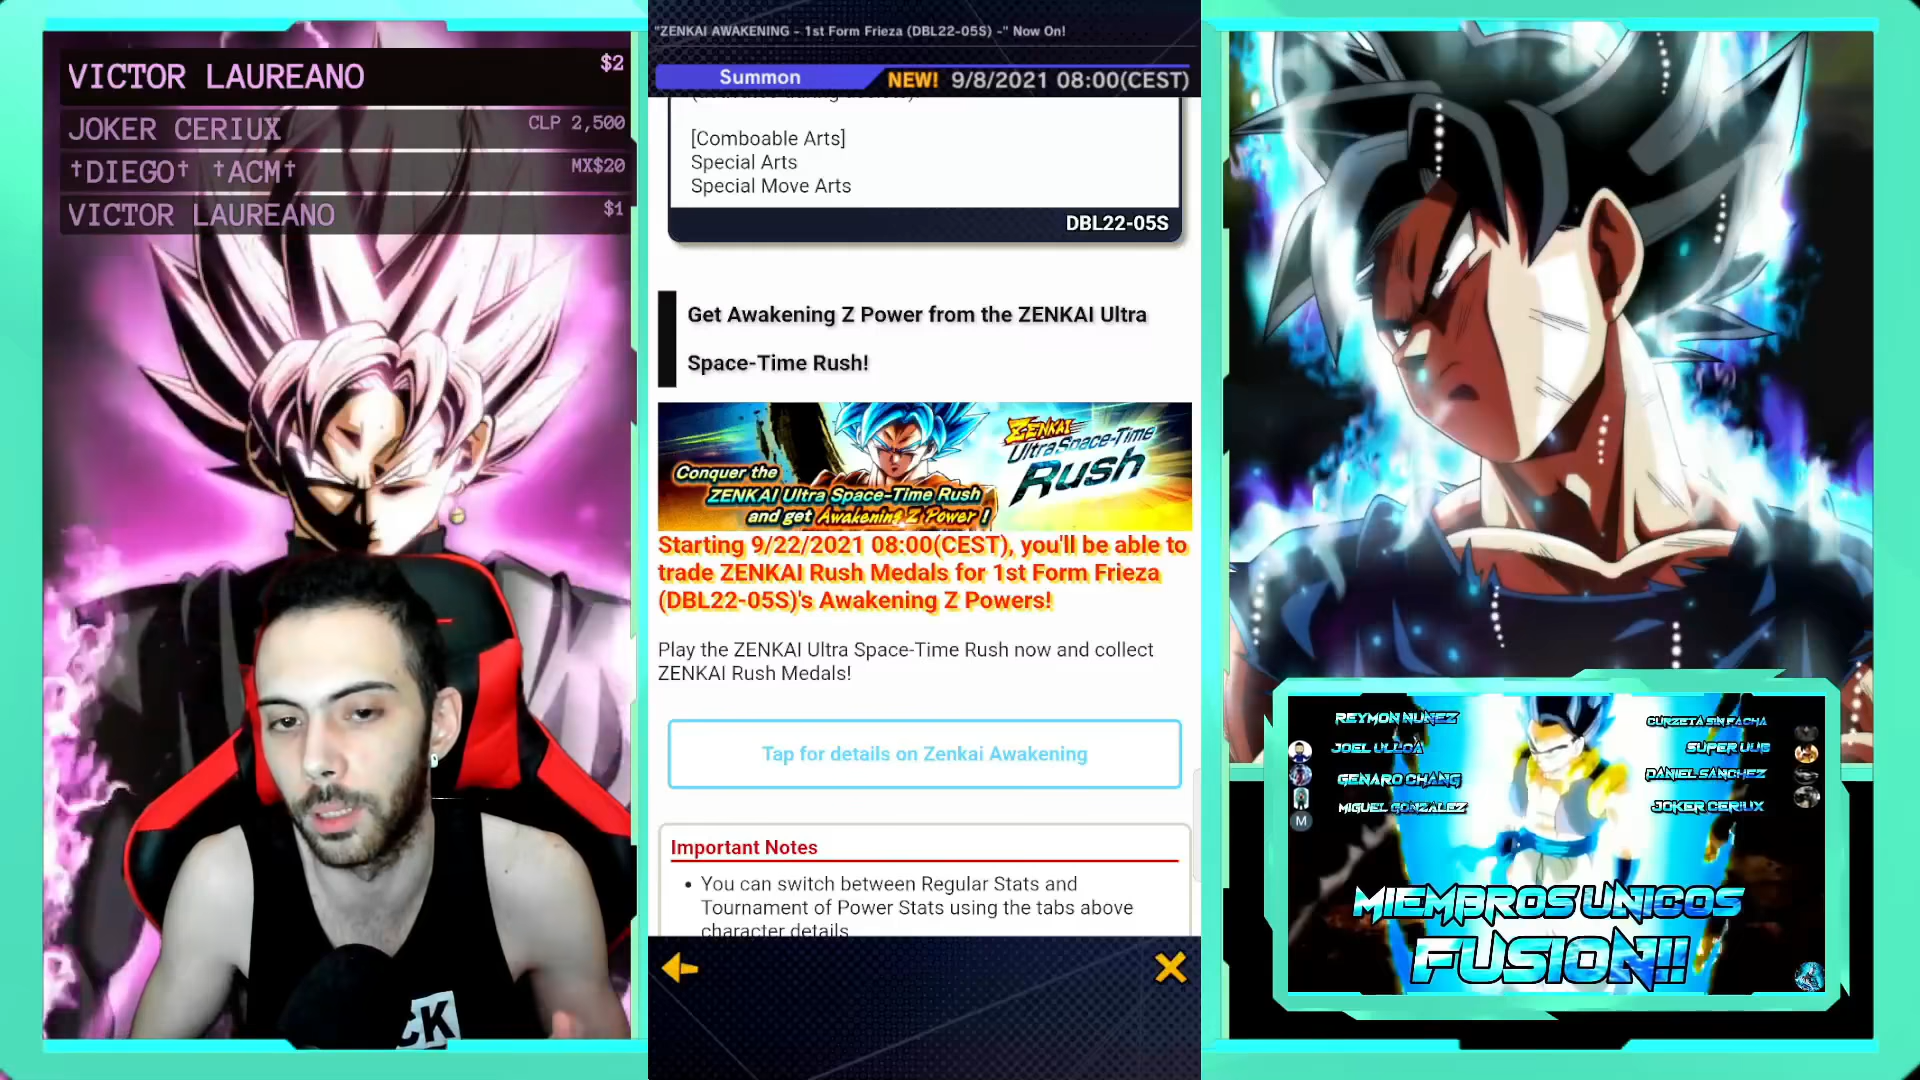 VICTOR LAUREANO $2
JOKER CERIUX CLP 2,500
†DIEGO† †ACM† MX$20
VICTOR LAUREANO $1
"ZENKAI AWAKENING - 1st Form Frieza (DBL22-05S) -" Now On!
Summon NEW! 9/8/2021 08:00(CEST)
[Comboable Arts]
Special Arts
Special Move Arts
DBL22-05S
Get Awakening Z Power from the ZENKAI Ultra
Space-Time Rush!
Conquer the
ZENKAI Ultra Space-Time Rush
and get Awakening Z Power !
ZENKAI
Ultra Space-Time
Rush
Starting 9/22/2021 08:00(CEST), you'll be able to
trade ZENKAI Rush Medals for 1st Form Frieza
(DBL22-05S)'s Awakening Z Powers!
Play the ZENKAI Ultra Space-Time Rush now and collect
ZENKAI Rush Medals!
Tap for details on Zenkai Awakening
Important Notes
• You can switch between Regular Stats and
Tournament of Power Stats using the tabs above
character details
CK
REYMON NUÑEZ
JOEL ULLOA
GENARO CHANG
MIGUEL GONZALEZ
M
CURZETA SIN FACHA
SUPER UUB
DANIEL SANCHEZ
JOKER CERIUX
MIEMBROS UNICOS
FUSION!!